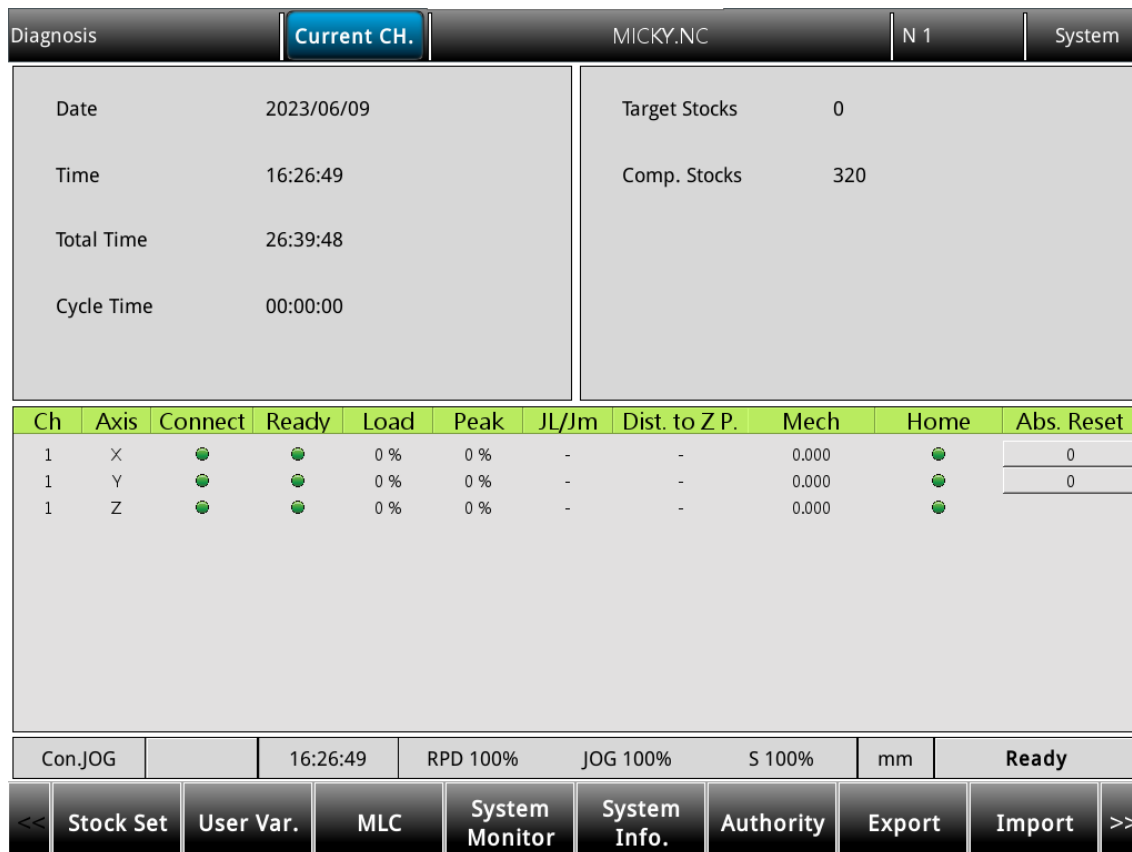 Diagnosis Current CH. MICKY.NC N 1 System
Date 2023/06/09
Time 16:26:49
Total Time 26:39:48
Cycle Time 00:00:00
Target Stocks 0
Comp. Stocks 320
Ch Axis Connect Ready Load Peak JL/Jm Dist. to Z P. Mech Home Abs. Reset
1 X 0 % 0 % - - 0.000 0
1 Y 0 % 0 % - - 0.000 0
1 Z 0 % 0 % - - 0.000
Con.JOG 16:26:49 RPD 100% JOG 100% S 100% mm Ready
<< Stock Set User Var. MLC System Monitor System Info. Authority Export Import >>